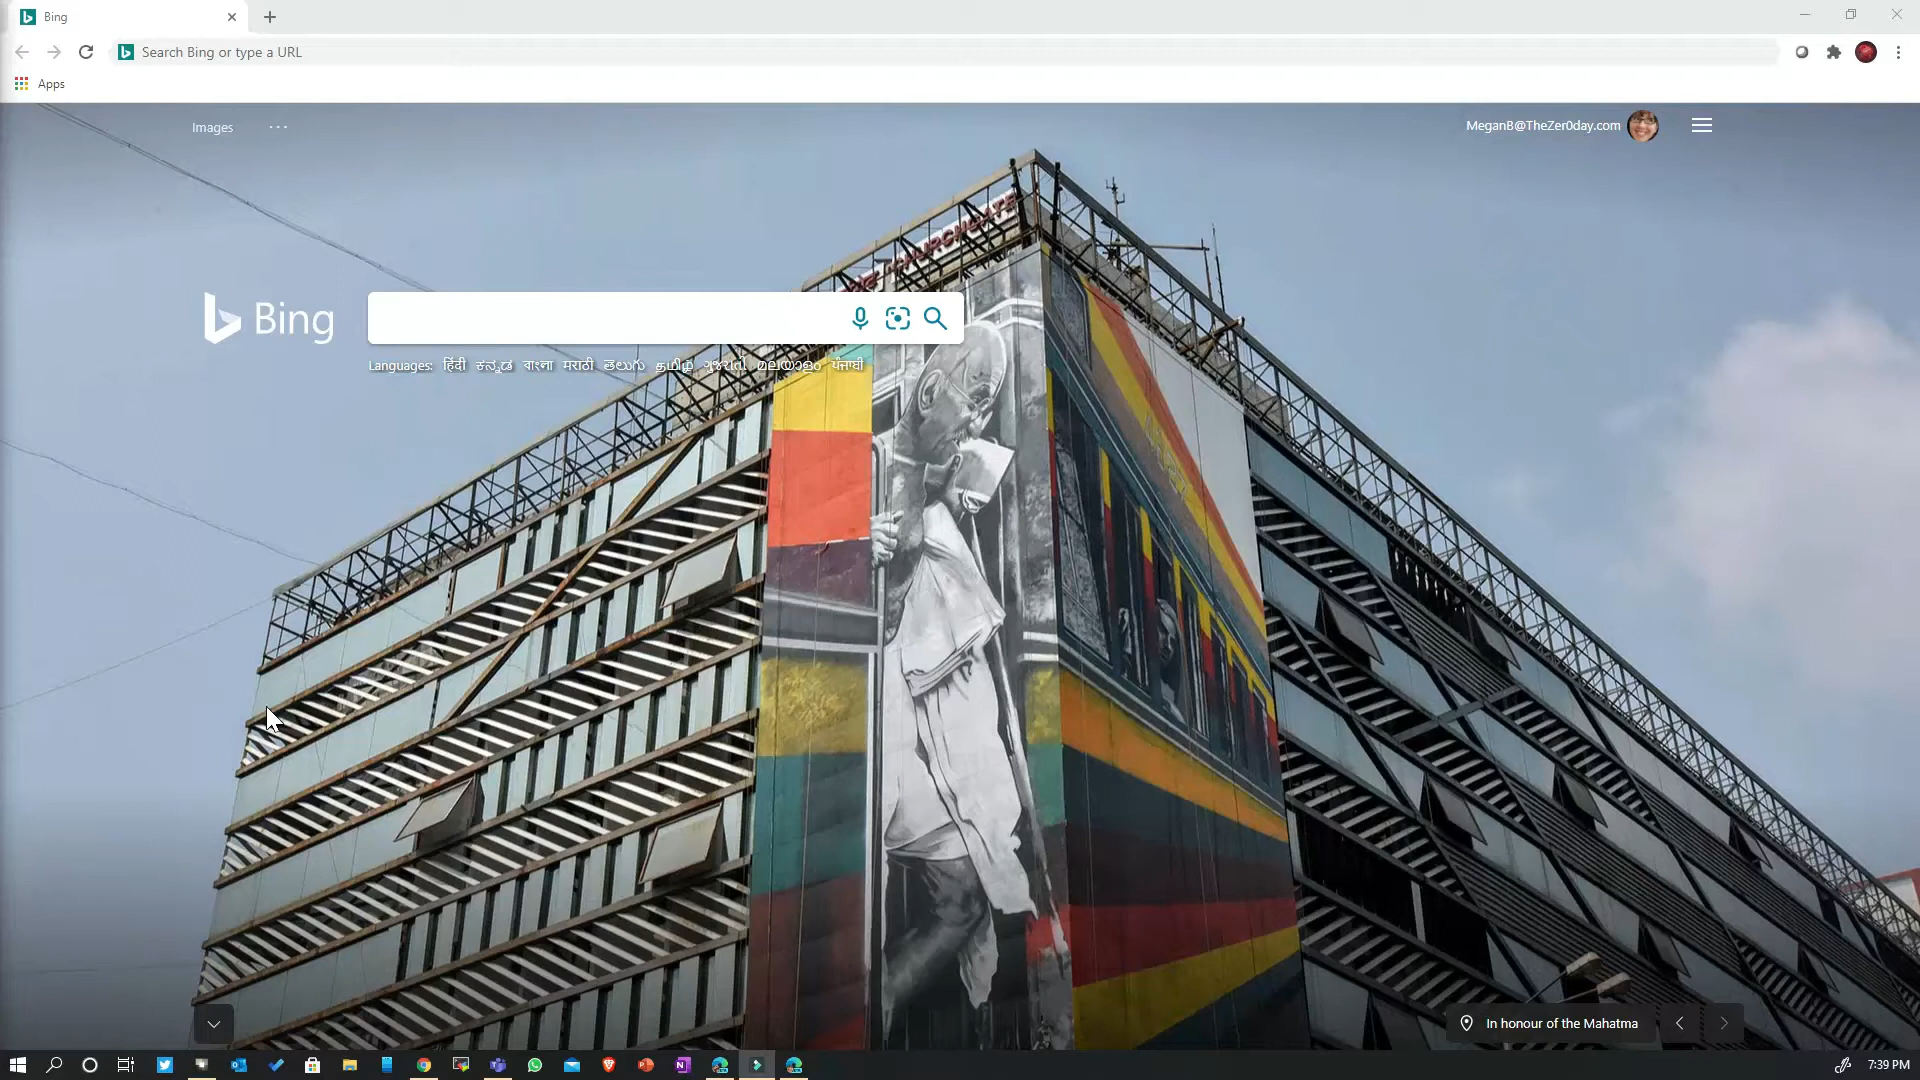 Bing
Search Bing or type a URL
Apps
Images
MeganB@TheZer0day.com
CHURCHGATE
Bing
Languages: हिंदी ಕನ್ನಡ বাংলা मराठी తెలుగు தமிழ் ગુજરાતી മലയാളം ਪੰਜਾਬੀ
In honour of the Mahatma
7:39 PM